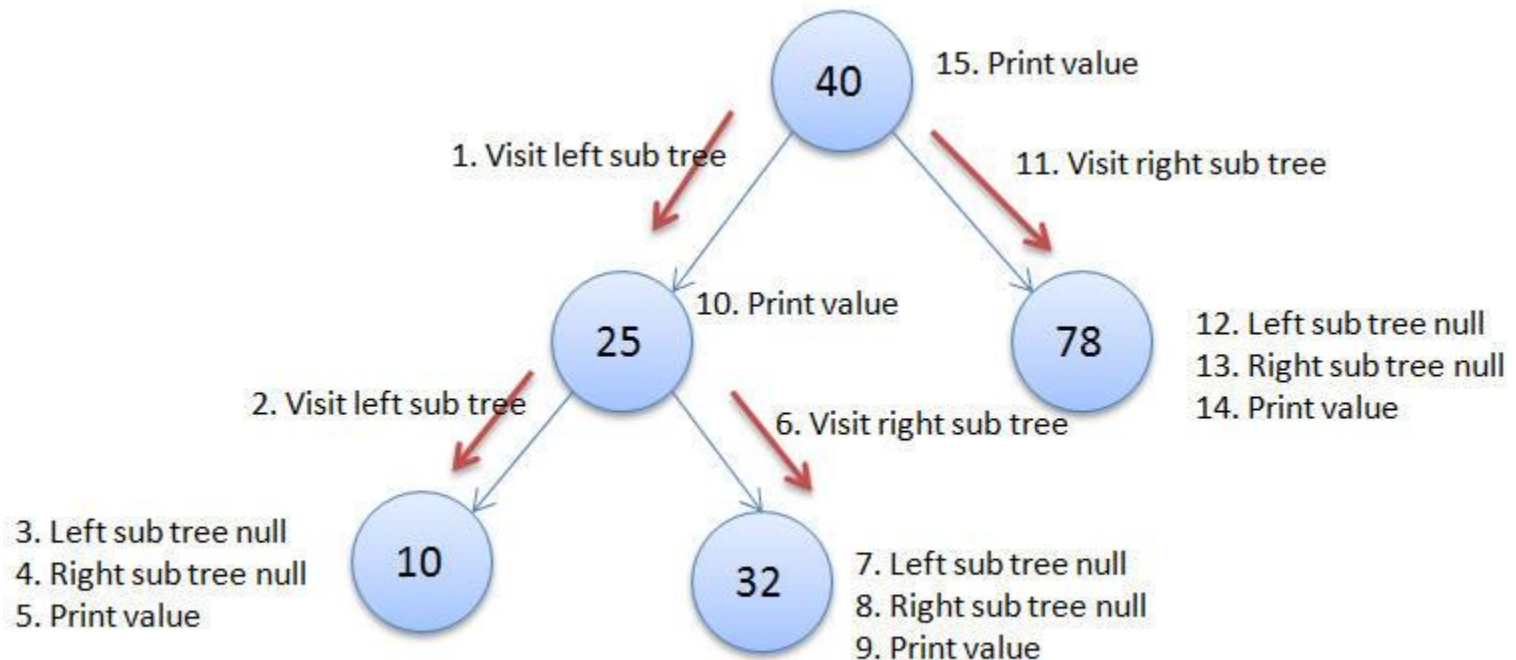 40
15. Print value
1. Visit left sub tree
11. Visit right sub tree
25
10. Print value
78
12. Left sub tree null
13. Right sub tree null
14. Print value
2. Visit left sub tree
6. Visit right sub tree
3. Left sub tree null
4. Right sub tree null
5. Print value
10
32
7. Left sub tree null
8. Right sub tree null
9. Print value